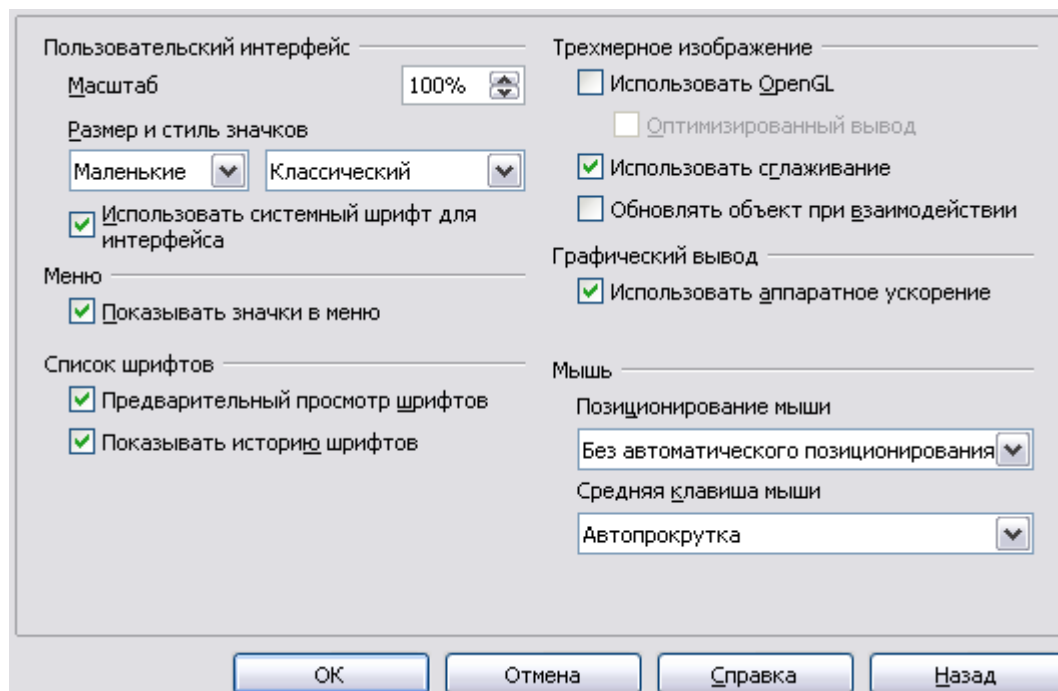 Пользовательский интерфейс
Масштаб
100%
Размер и стиль значков
Маленькие
Классический
Использовать системный шрифт для
интерфейса
Меню
Показывать значки в меню
Список шрифтов
Предварительный просмотр шрифтов
Показывать историю шрифтов
Трехмерное изображение
Использовать OpenGL
Оптимизированный вывод
Использовать сглаживание
Обновлять объект при взаимодействии
Графический вывод
Использовать аппаратное ускорение
Мышь
Позиционирование мыши
Без автоматического позиционирования
Средняя клавиша мыши
Автопрокрутка
ОК
Отмена
Справка
Назад